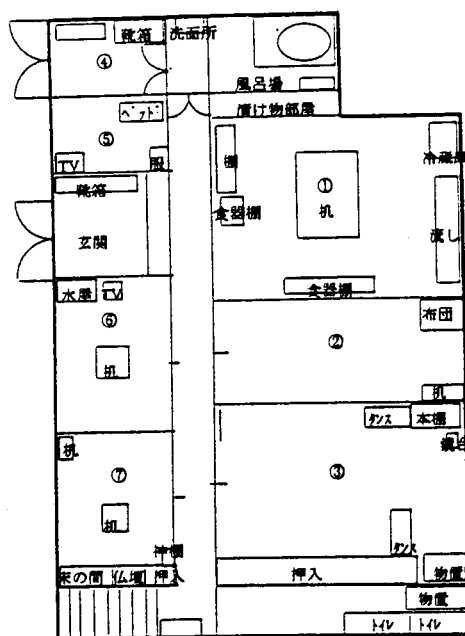 靴箱
洗面所
④
風呂場
漬け物部屋
ベッド
⑤
TV
服
棚
冷蔵庫
①
机
靴箱
食器棚
流し
玄関
食器棚
水屋
TV
布団
⑥
②
机
机
タンス
本棚
机
鏡台
⑦
③
机
神棚
タンス
床の間
仏壇
押入
押入
物置
物置
トイレ
トイレ